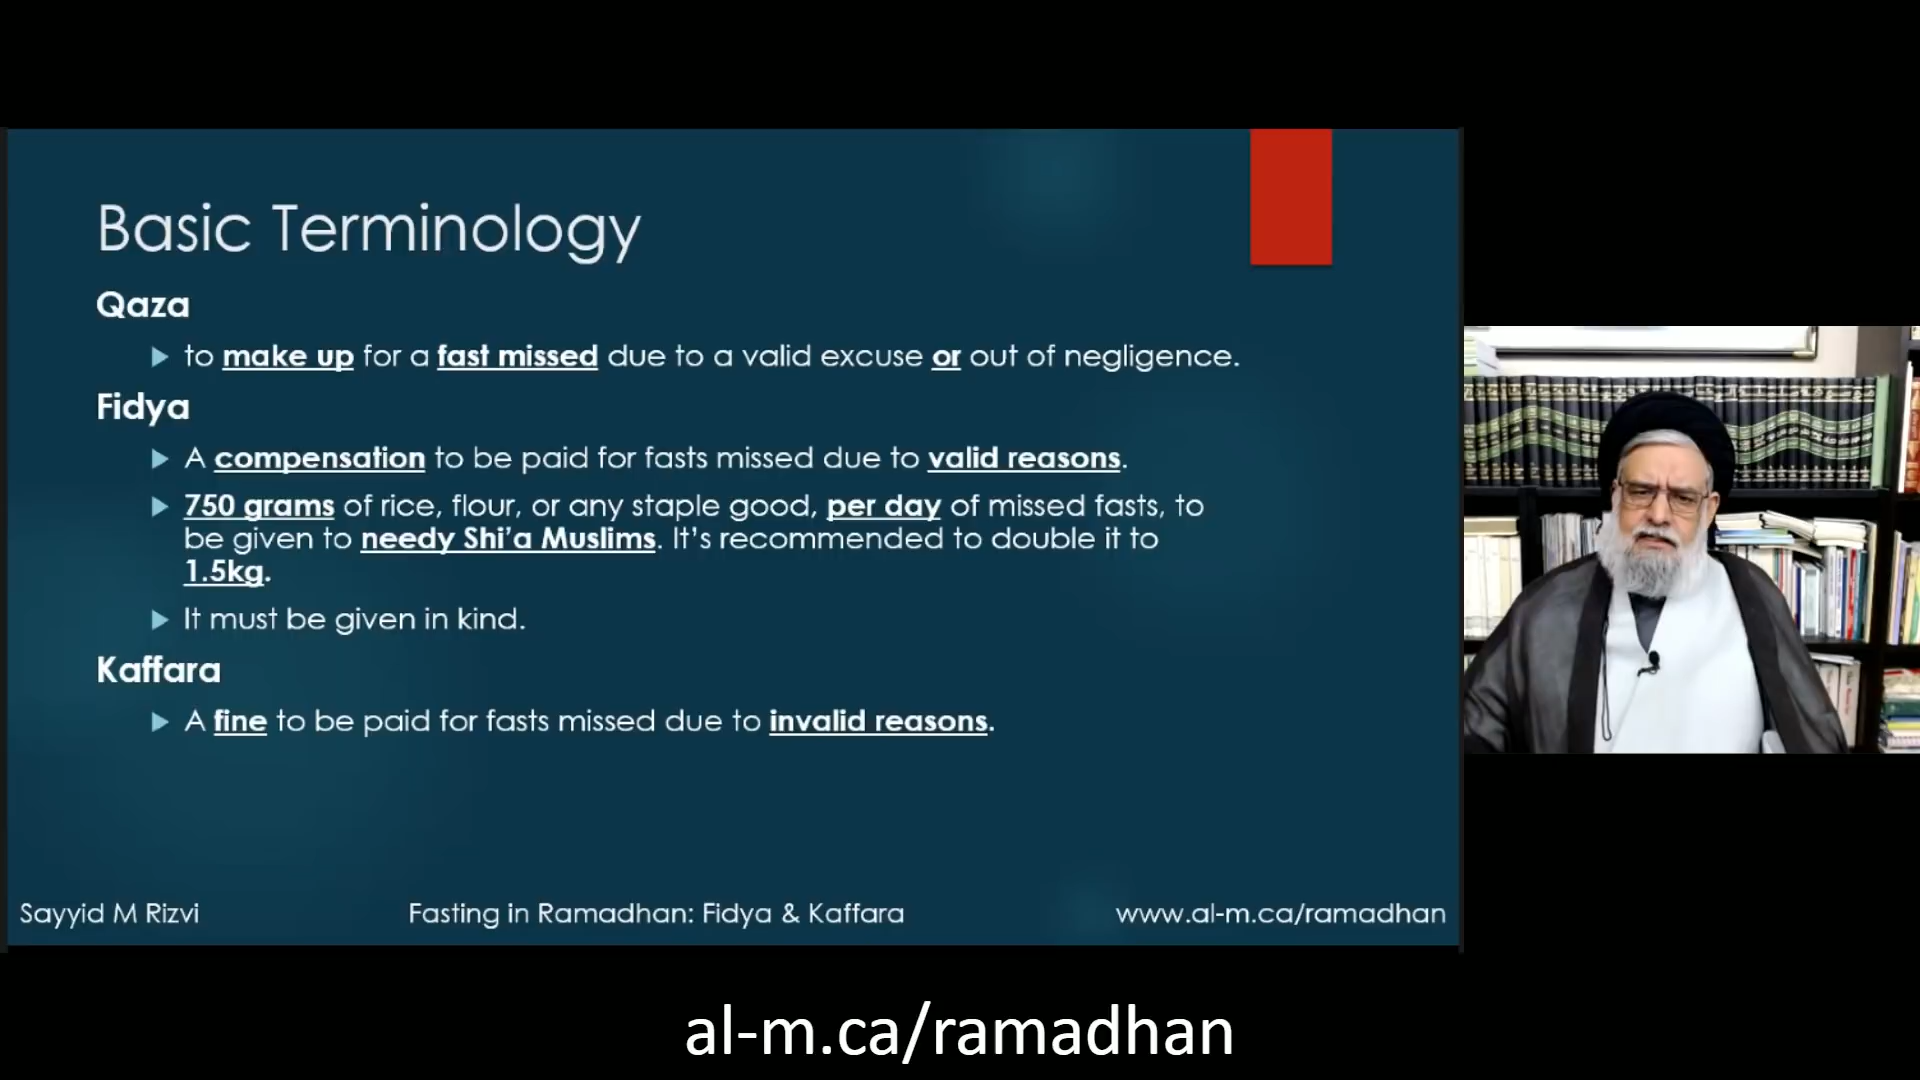 Basic Terminology
Qaza
to make up for a fast missed due to a valid excuse or out of negligence.
Fidya
A compensation to be paid for fasts missed due to valid reasons.
750 grams of rice, flour, or any staple good, per day of missed fasts, to
be given to needy Shi'a Muslims. It's recommended to double it to
1.5kg.
It must be given in kind.
Kaffara
A fine to be paid for fasts missed due to invalid reasons.
Sayyid M Rizvi
Fasting in Ramadhan: Fidya & Kaffara
www.al-m.ca/ramadhan
al-m.ca/ramadhan